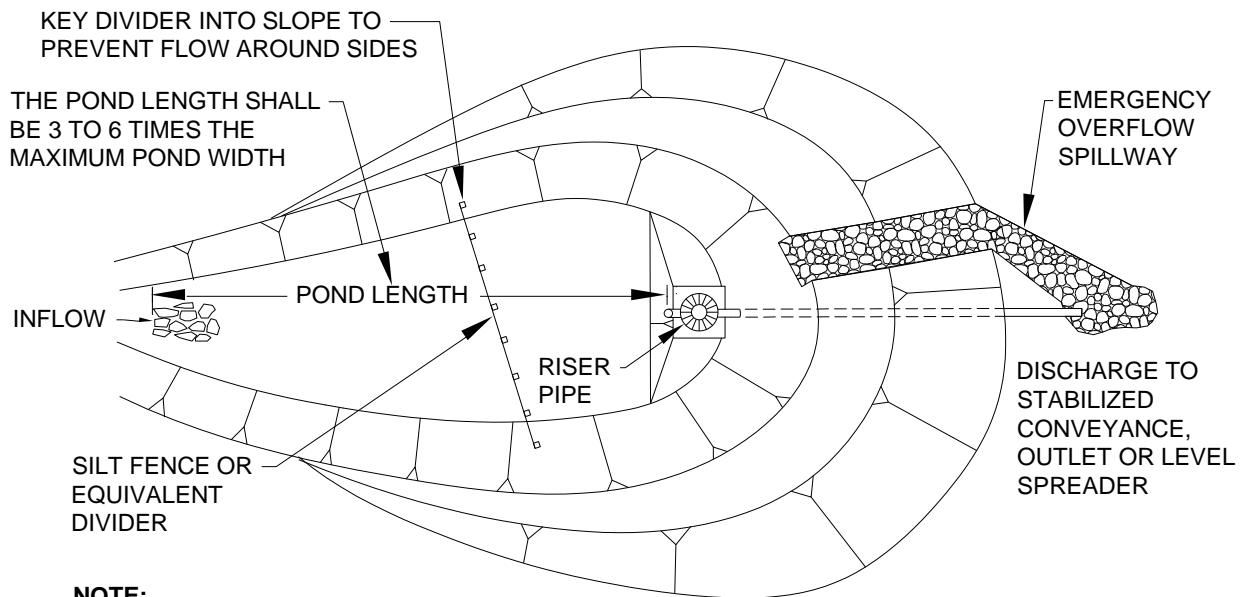 KEY DIVIDER INTO SLOPE TO
PREVENT FLOW AROUND SIDES
THE POND LENGTH SHALL
BE 3 TO 6 TIMES THE
MAXIMUM POND WIDTH
EMERGENCY
OVERFLOW
SPILLWAY
INFLOW
POND LENGTH
RISER
PIPE
DISCHARGE TO
STABILIZED
CONVEYANCE,
OUTLET OR LEVEL
SPREADER
SILT FENCE OR
EQUIVALENT
DIVIDER
NOTE: